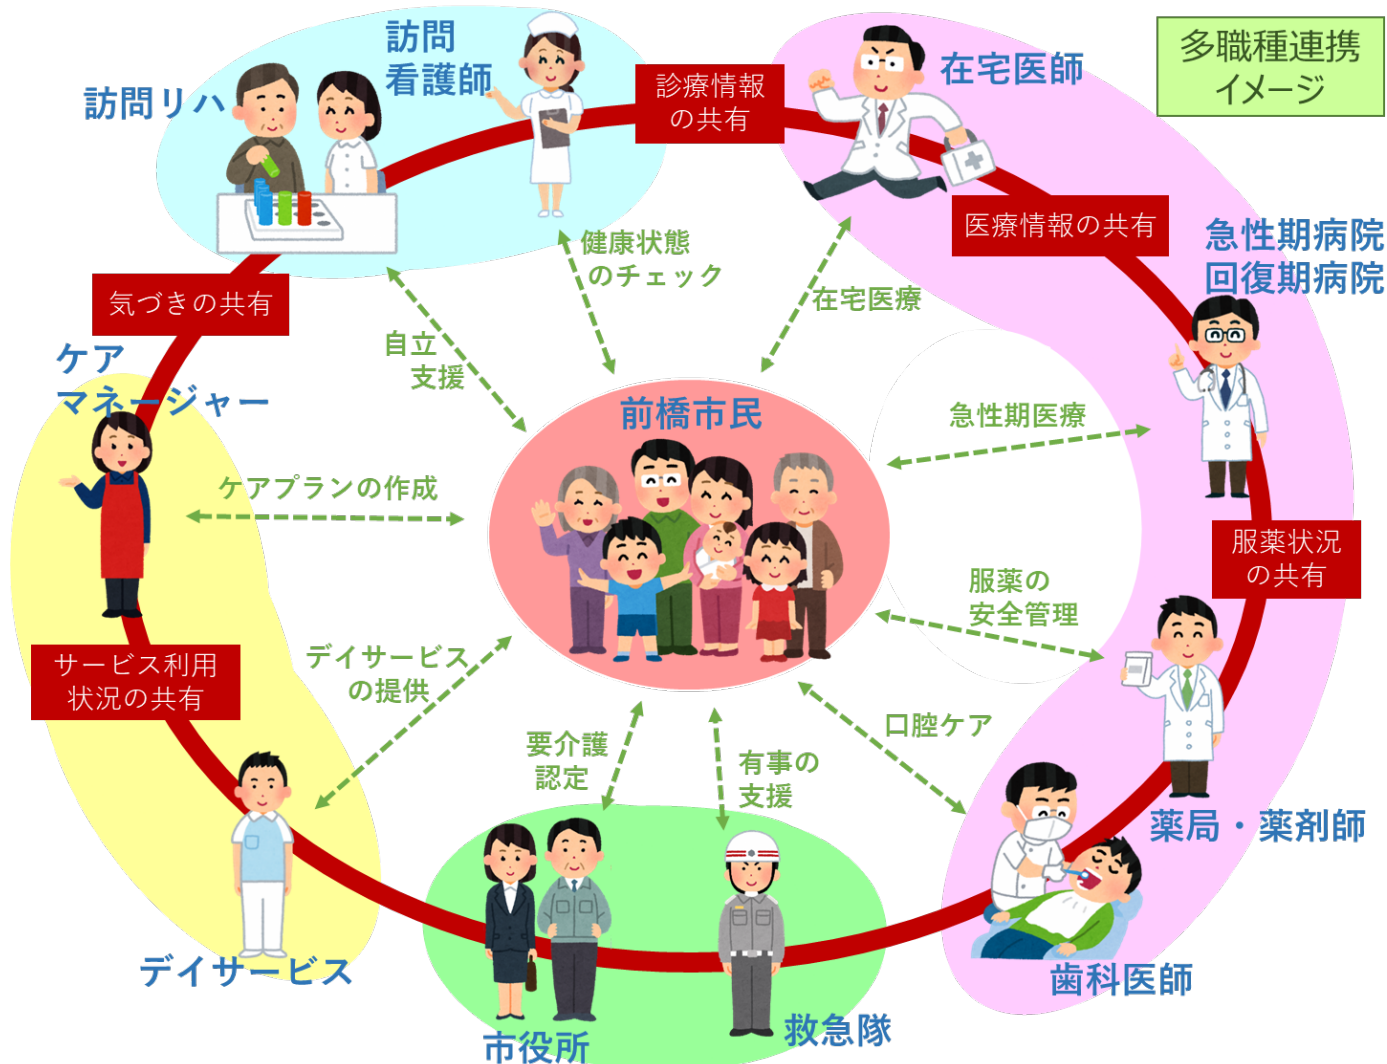 多職種連携
イメージ
訪問
看護師
訪問リハ
診療情報
の共有
在宅医師
医療情報の共有
急性期病院
回復期病院
気づきの共有
健康状態
のチェック
在宅医療
自立
支援
ケア
マネージャー
前橋市民
急性期医療
ケアプランの作成
服薬状況
の共有
服薬の
安全管理
サービス利用
状況の共有
デイサービス
の提供
要介護
認定
有事の
支援
口腔ケア
薬局・薬剤師
デイサービス
歯科医師
市役所
救急隊